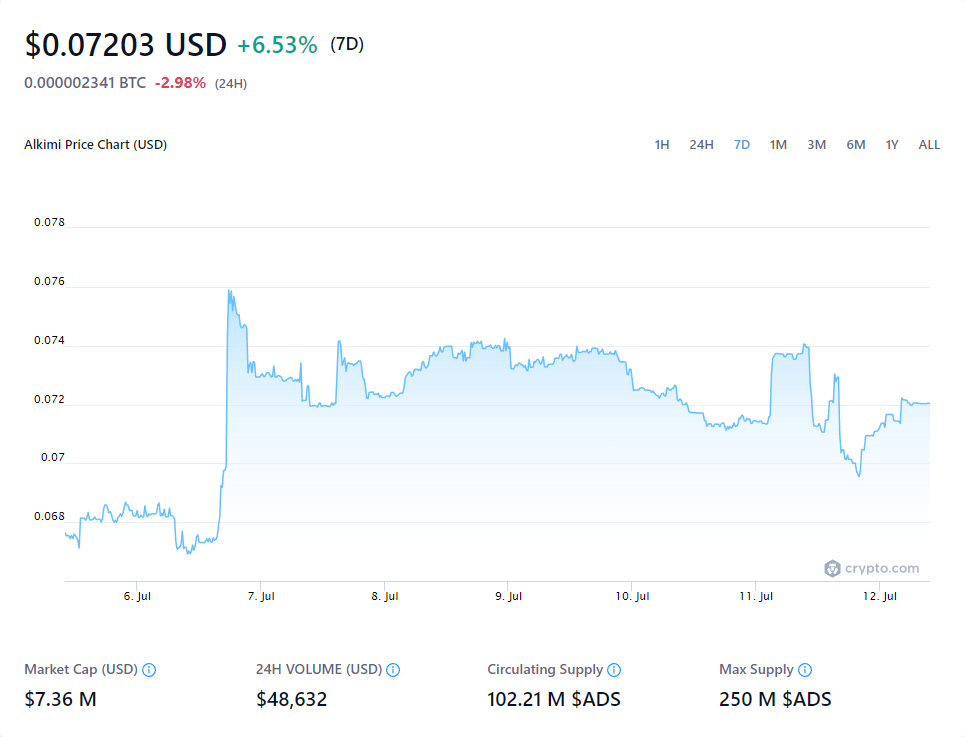 $0.07203 USD +6.53% (7D)
0.000002341 BTC -2.98% (24H)
Alkimi Price Chart (USD)
1H 24H 7D 1M 3M 6M 1Y ALL
0.078
0.076
0.074
0.072
0.07
0.068
crypto.com
6. Jul 7. Jul 8. Jul 9. Jul 10. Jul 11. Jul 12. Jul
Market Cap (USD) 24H VOLUME (USD) Circulating Supply Max Supply
$7.36 M $48,632 102.21 M $ADS 250 M $ADS